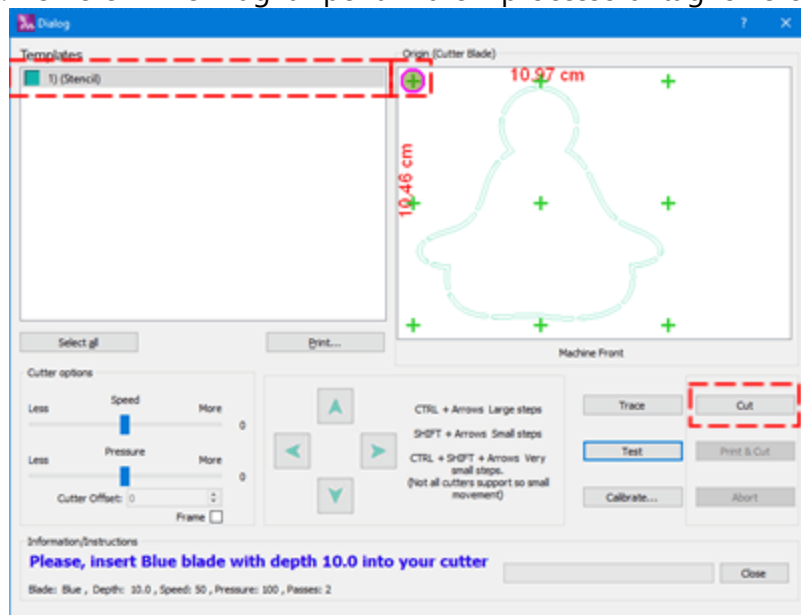 Dialog
Templates
1) (Stencil)
Origin (Cutter Blade)
10.97 cm
10.46 cm
Machine Front
Select all
Print...
Cutter options
Speed
Less
More
0
Pressure
Less
More
0
Cutter Offset: 0
Frame
CTRL + Arrows Large steps
SHIFT + Arrows Small steps
CTRL + SHIFT + Arrows Very
small steps.
(Not all cutters support so small
movement)
Trace
Test
Calibrate...
Cut
Print & Cut
Abort
Information/Instructions
Please, insert Blue blade with depth 10.0 into your cutter
Blade: Blue , Depth: 10.0 , Speed: 50 , Pressure: 100 , Passes: 2
Close